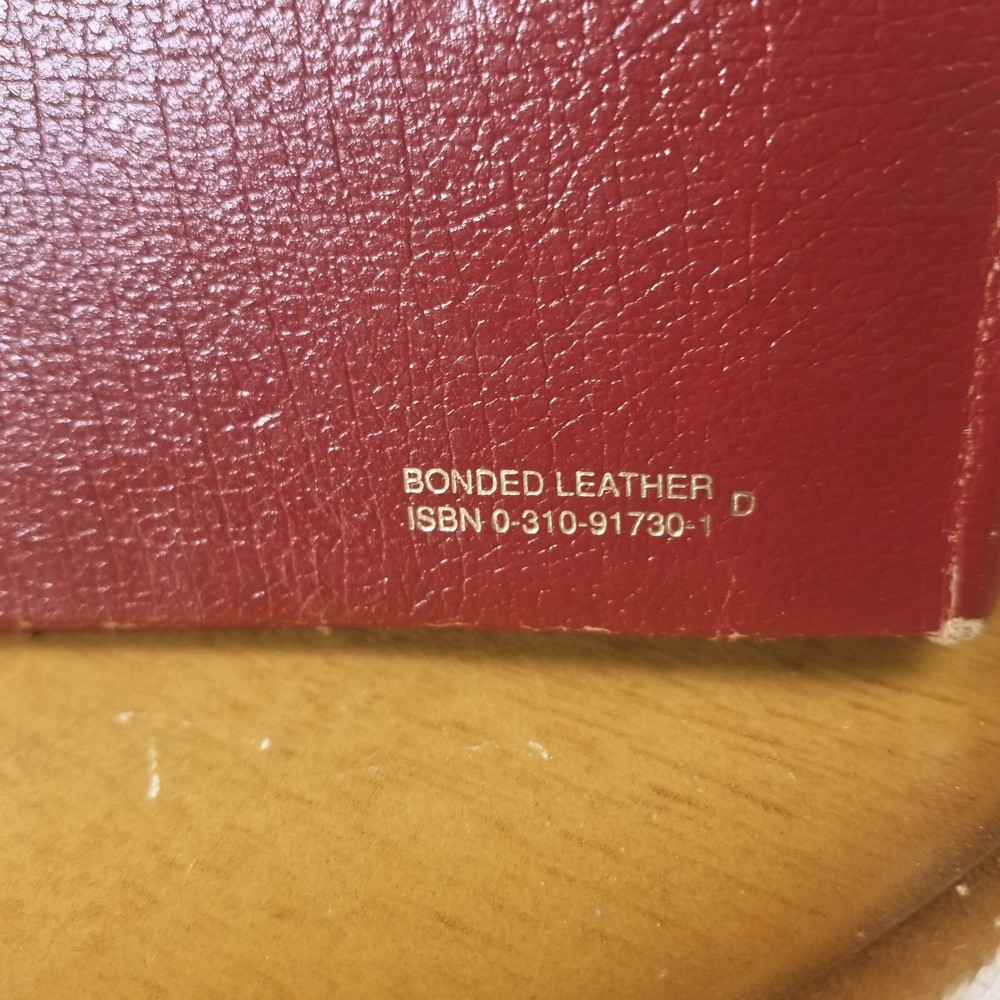 BONDED LEATHER D
ISBN 0-310-91730-1